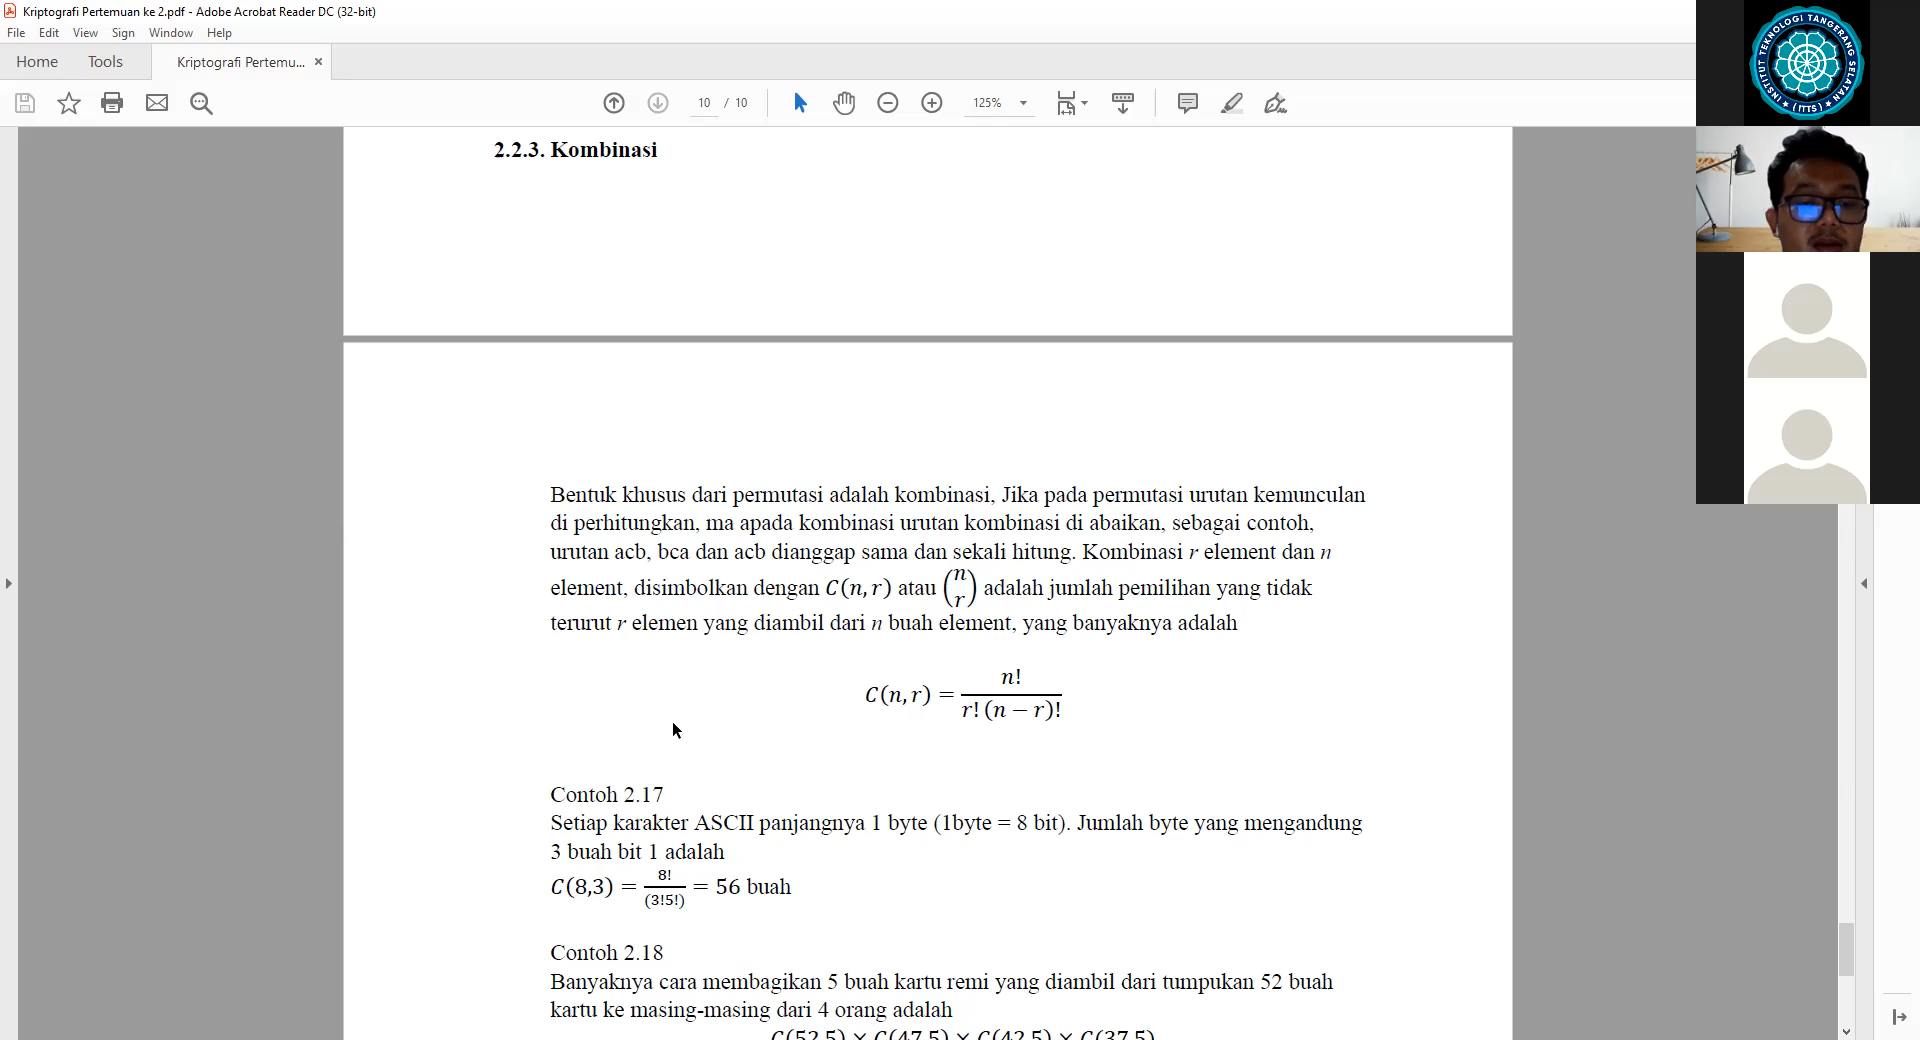 Kriptografi Pertemuan ke 2.pdf - Adobe Acrobat Reader DC (32-bit)
File Edit View Sign Window Help
Home Tools Kriptografi Pertemu... ×
10 / 10 125%
INSTITUT TEKNOLOGI TANGERANG SELATAN
(ITTS)
2.2.3. Kombinasi
Bentuk khusus dari permutasi adalah kombinasi, Jika pada permutasi urutan kemunculan
di perhitungkan, ma apada kombinasi urutan kombinasi di abaikan, sebagai contoh,
urutan acb, bca dan acb dianggap sama dan sekali hitung. Kombinasi r element dan n
element, disimbolkan dengan C(n, r) atau (n r) adalah jumlah pemilihan yang tidak
terurut r elemen yang diambil dari n buah element, yang banyaknya adalah
C(n, r) = n! / r! (n − r)!
Contoh 2.17
Setiap karakter ASCII panjangnya 1 byte (1byte = 8 bit). Jumlah byte yang mengandung
3 buah bit 1 adalah
C(8,3) = 8! / (3!5!) = 56 buah
Contoh 2.18
Banyaknya cara membagikan 5 buah kartu remi yang diambil dari tumpukan 52 buah
kartu ke masing-masing dari 4 orang adalah
C(52,5) × C(47,5) × C(42,5) × C(37,5)